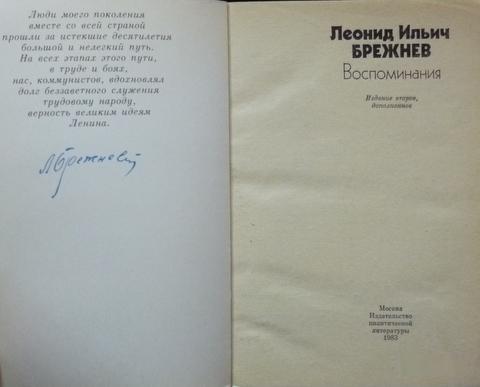 Люди моего поколения
вместе со всей страной
прошли за истекшие десятилетия
большой и нелегкий путь.
На всех этапах этого пути,
в труде и боях,
нас, коммунистов, вдохновлял
долг беззаветного служения
трудовому народу,
верность великим идеям
Ленина.
Л Брежнев
Леонид Ильич
БРЕЖНЕВ
Воспоминания
Издание второе,
дополненное
Москва
Издательство
политической
литературы
1983